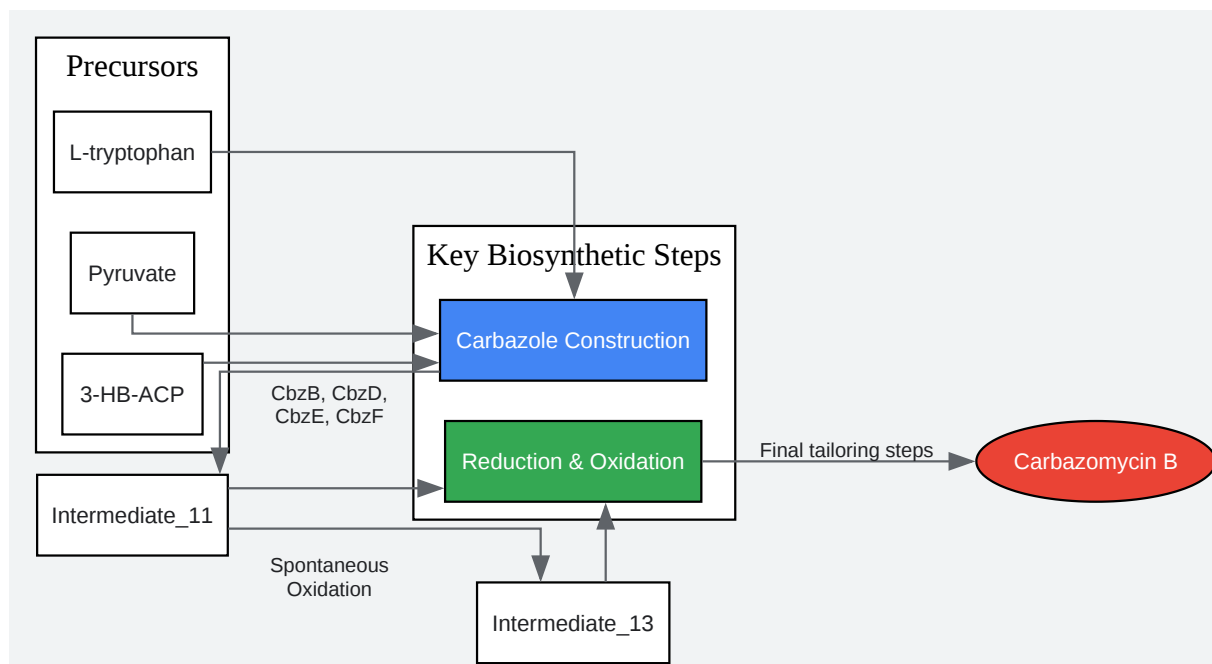 Precursors
L-tryptophan
Pyruvate
3-HB-ACP
Key Biosynthetic Steps
Carbazole Construction
CbzB, CbzD,
CbzE, CbzF
Reduction & Oxidation
Final tailoring steps
Carbazomycin B
Intermediate_11
Spontaneous
Oxidation
Intermediate_13